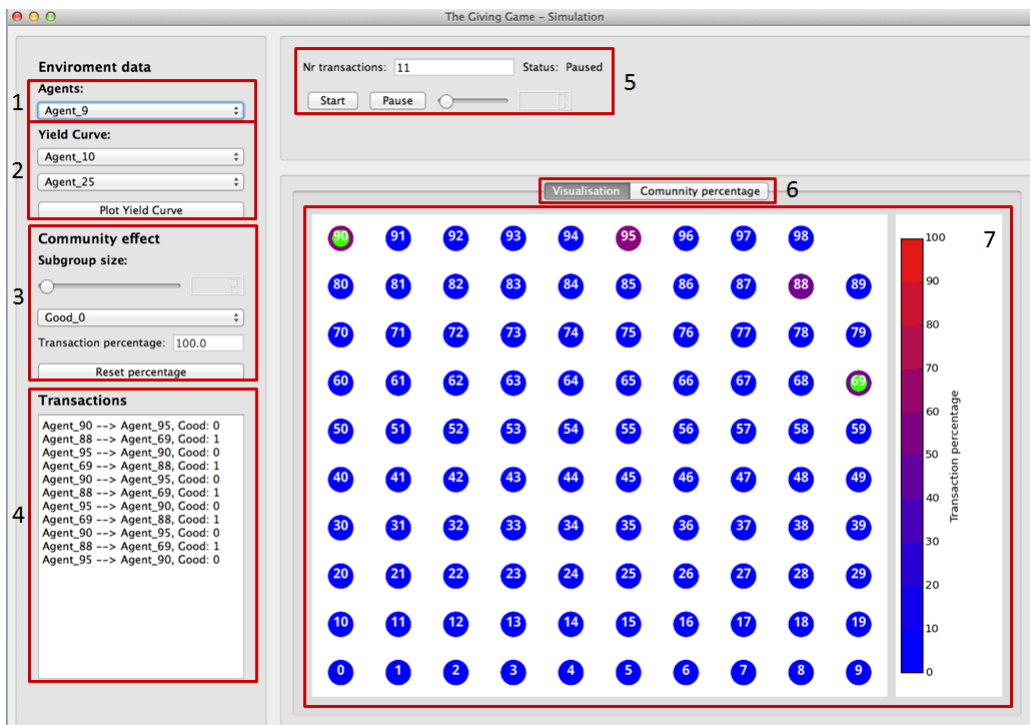 The Giving Game – Simulation
Enviroment data
1
Agents:
Agent_9
2
Yield Curve:
Agent_10
Agent_25
Plot Yield Curve
3
Community effect
Subgroup size:
Good_0
Transaction percentage: 100.0
Reset percentage
4
Transactions
Agent_90 --> Agent_95, Good: 0
Agent_88 --> Agent_69, Good: 1
Agent_95 --> Agent_90, Good: 0
Agent_69 --> Agent_88, Good: 1
Agent_90 --> Agent_95, Good: 0
Agent_88 --> Agent_69, Good: 1
Agent_95 --> Agent_90, Good: 0
Agent_69 --> Agent_88, Good: 1
Agent_90 --> Agent_95, Good: 0
Agent_88 --> Agent_69, Good: 1
Agent_95 --> Agent_90, Good: 0
Nr transactions: 11 Status: Paused
Start Pause
5
Visualisation Comunnity percentage
6
90 91 92 93 94 95 96 97 98
80 81 82 83 84 85 86 87 88 89
70 71 72 73 74 75 76 77 78 79
60 61 62 63 64 65 66 67 68 69
50 51 52 53 54 55 56 57 58 59
40 41 42 43 44 45 46 47 48 49
30 31 32 33 34 35 36 37 38 39
20 21 22 23 24 25 26 27 28 29
10 11 12 13 14 15 16 17 18 19
0 1 2 3 4 5 6 7 8 9
7
100
90
80
70
60
50
40
30
20
10
0
Transaction percentage